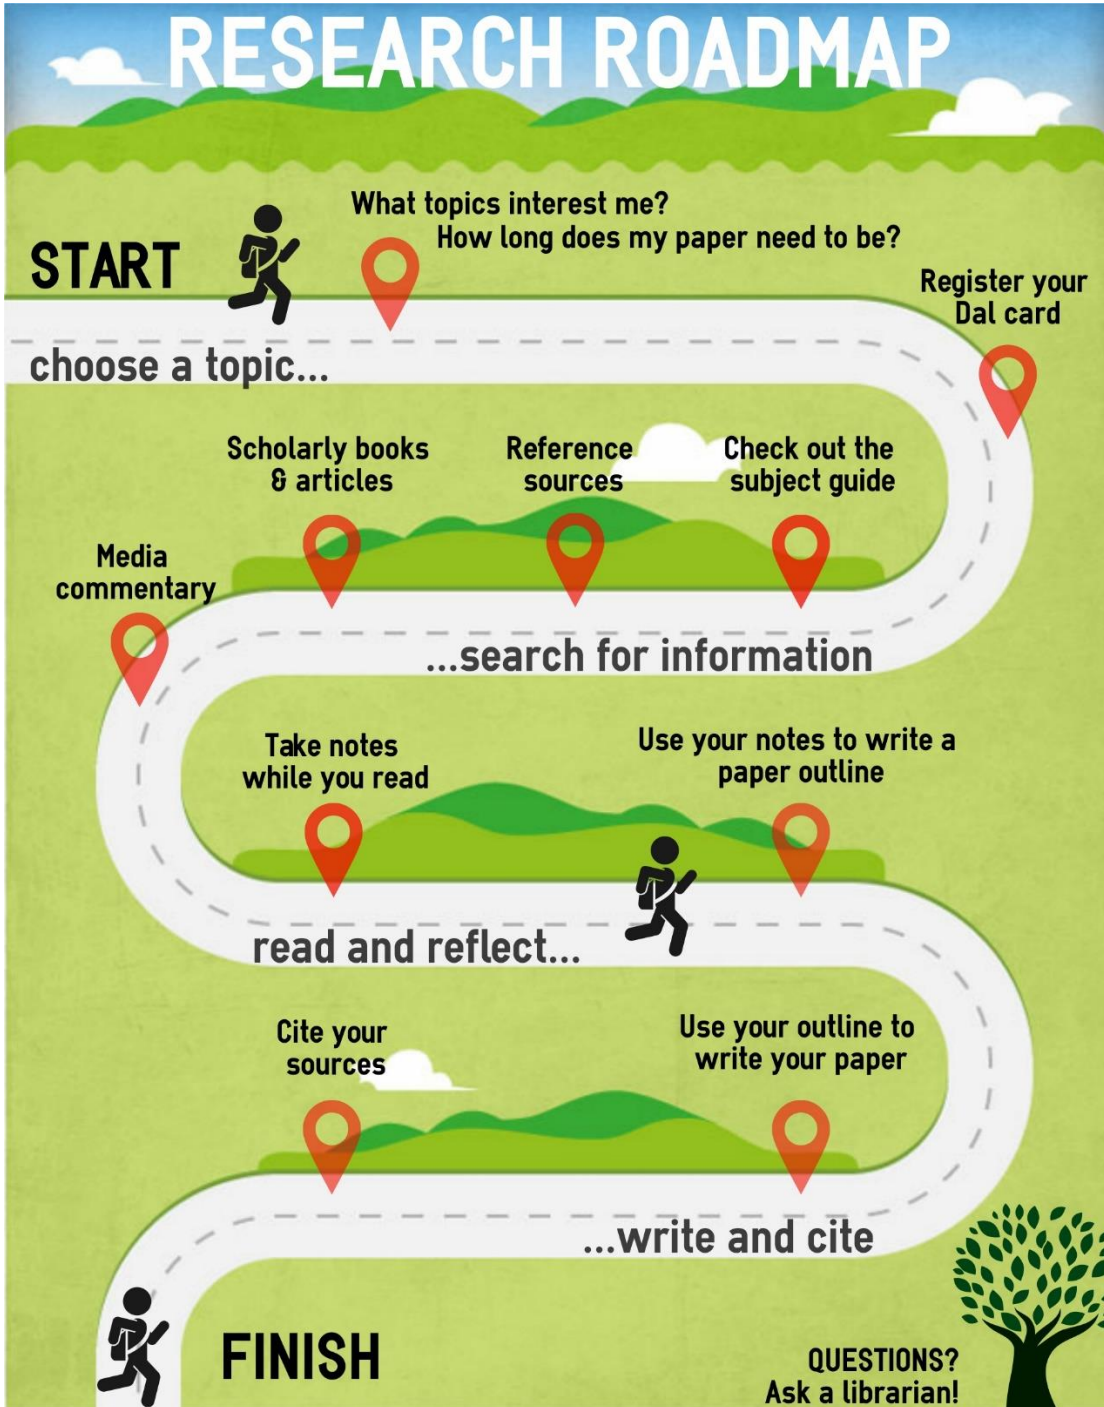 RESEARCH ROADMAP
START
What topics interest me?
How long does my paper need to be?
choose a topic...
Register your
Dal card
Check out the
subject guide
Reference
sources
Scholarly books
& articles
...search for information
Media
commentary
Take notes
while you read
Use your notes to write a
paper outline
read and reflect...
Use your outline to
write your paper
Cite your
sources
...write and cite
FINISH
QUESTIONS?
Ask a librarian!